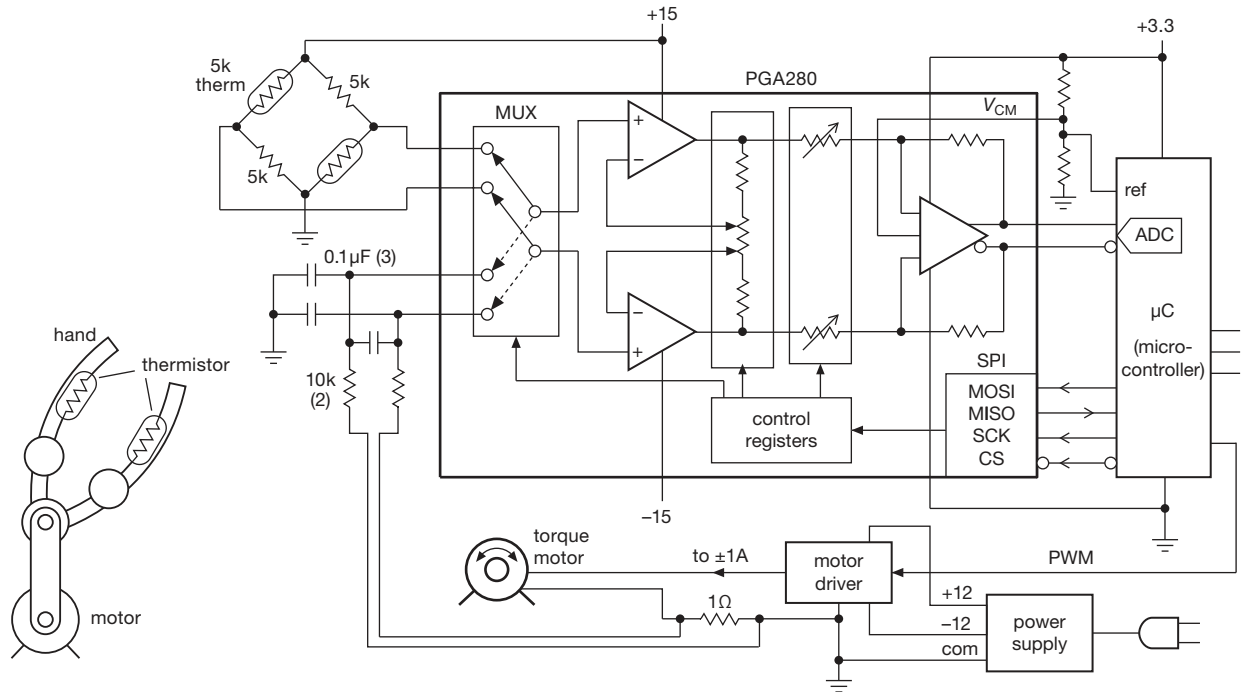 +15
+3.3
5k
therm
5k
PGA280
MUX
V_CM
5k
ref
ADC
0.1µF (3)
hand
thermistor
µC
(micro-
controller)
10k
(2)
SPI
MOSI
MISO
SCK
CS
control
registers
–15
torque
motor
to ±1A
motor
driver
PWM
motor
1Ω
+12
–12
com
power
supply
+
–
–
+